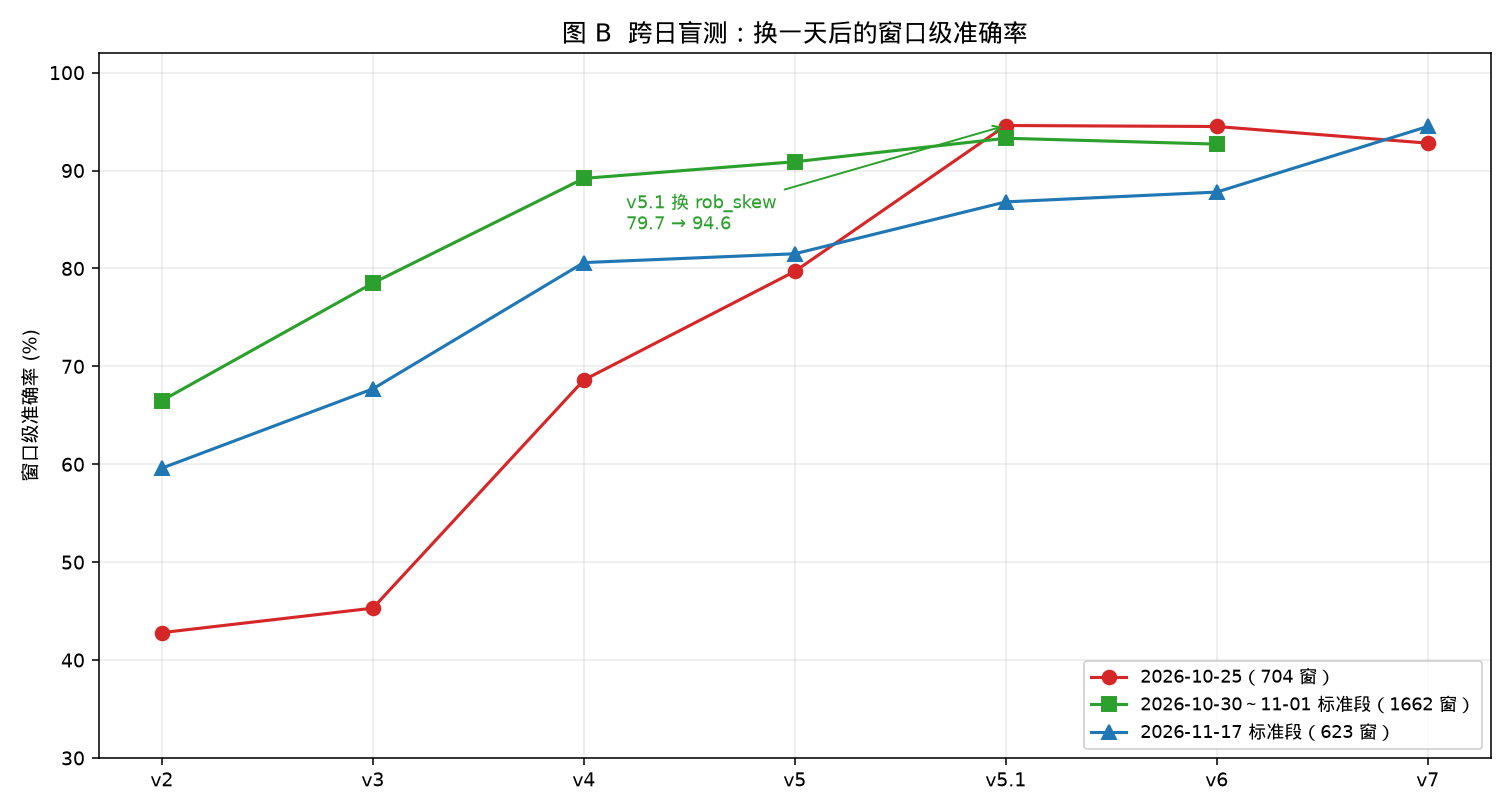 图 B 跨日盲测：换一天后的窗口级准确率
窗口级准确率 (%)
100
90
80
70
60
50
40
30
v5.1 换 rob_skew
79.7 → 94.6
2026-10-25（704 窗）
2026-10-30~11-01 标准段（1662 窗）
2026-11-17 标准段（623 窗）
v2 v3 v4 v5 v5.1 v6 v7